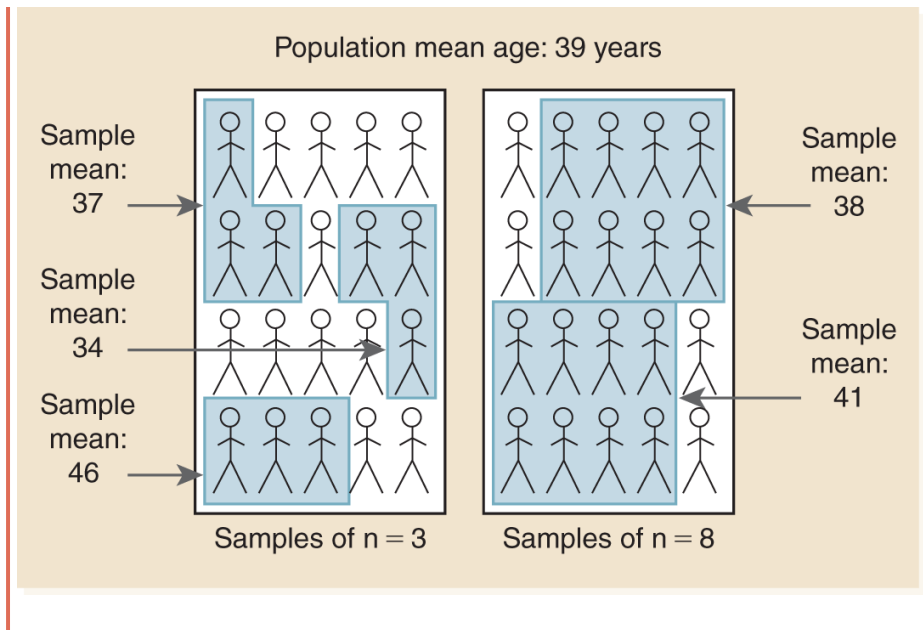 Population mean age: 39 years
Sample
mean:
37
Sample
mean:
34
Sample
mean:
46
Sample
mean:
38
Sample
mean:
41
Samples of n = 3
Samples of n = 8